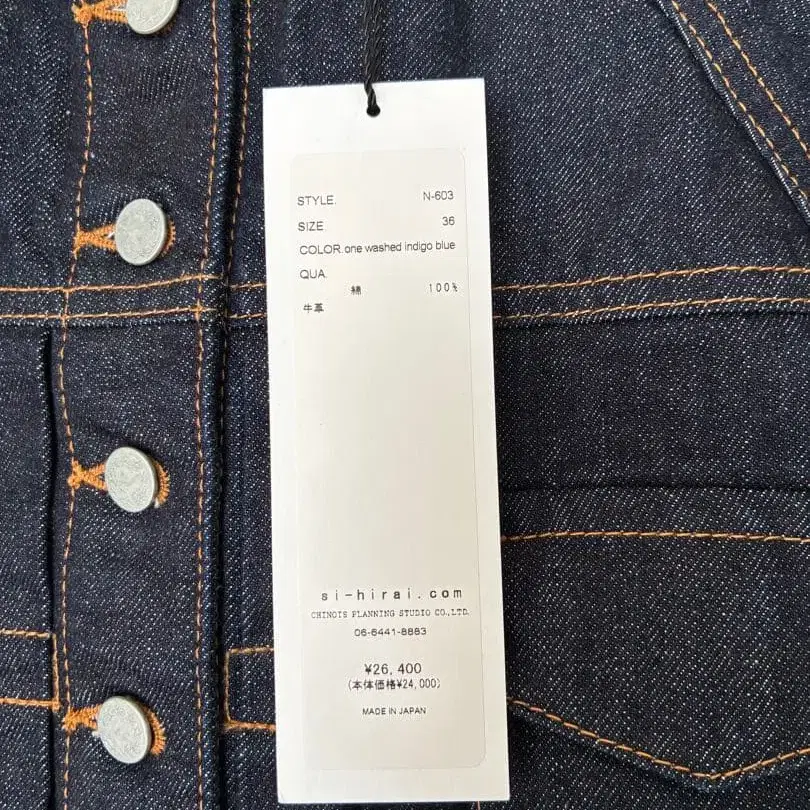 STYLE. N-603
SIZE 36
COLOR.one washed indigo blue
QUA.
綿 100%
牛革
si-hirai.com
CHINOIS PLANNING STUDIO CO.,LTD.
06-6441-8883
¥26,400
(本体価格¥24,000)
MADE IN JAPAN